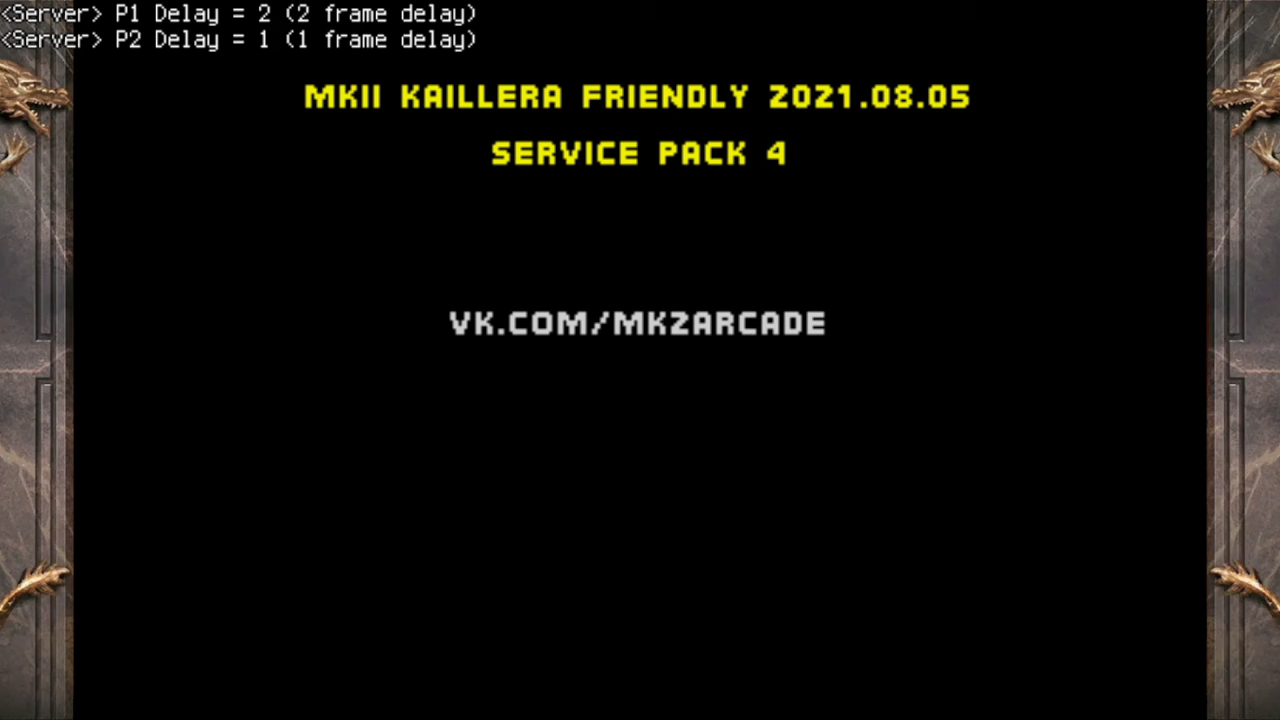 <Server> P1 Delay = 2 (2 frame delay)
<Server> P2 Delay = 1 (1 frame delay)
MKII KAILLERA FRIENDLY 2021.08.05
SERVICE PACK 4
VK.COM/MK2ARCADE